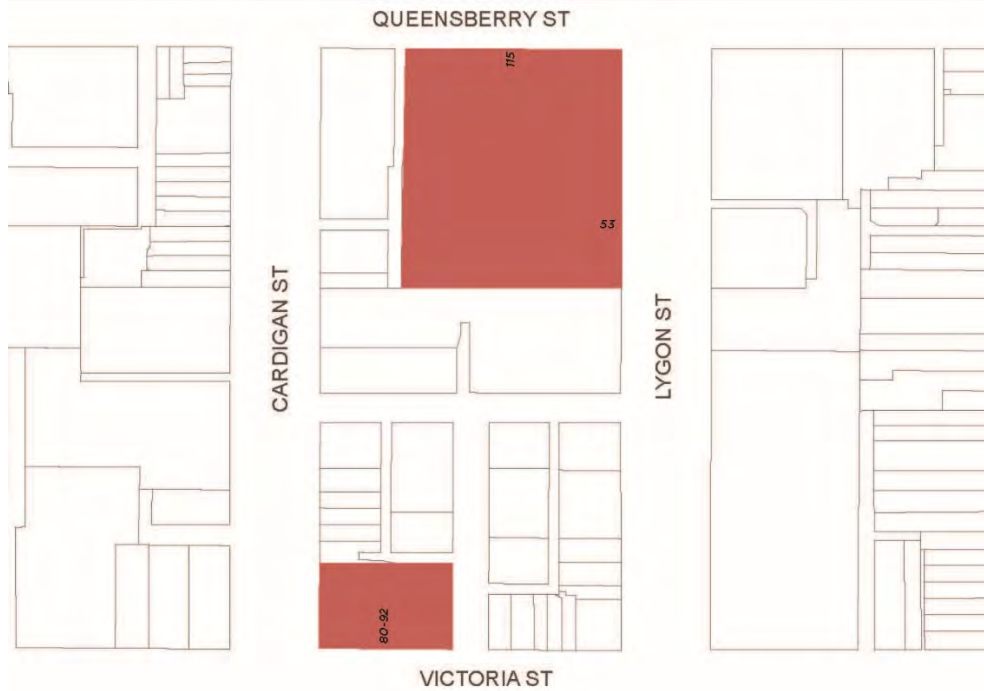 QUEENSBERRY ST
115
53
CARDIGAN ST
LYGON ST
80-92
VICTORIA ST